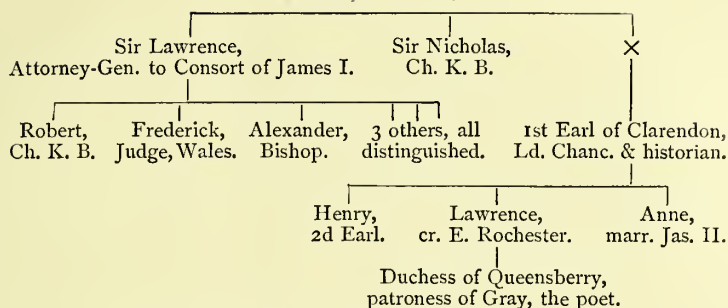 Sir Lawrence, Sir Nicholas, ×
Attorney-Gen. to Consort of James I. Ch. K. B.
Robert, Frederick, Alexander, 3 others, all 1st Earl of Clarendon,
Ch. K. B. Judge, Wales. Bishop. distinguished. Ld. Chanc. & historian.
Henry, Lawrence, Anne,
2d Earl. cr. E. Rochester. marr. Jas. II.
Duchess of Queensberry,
patroness of Gray, the poet.